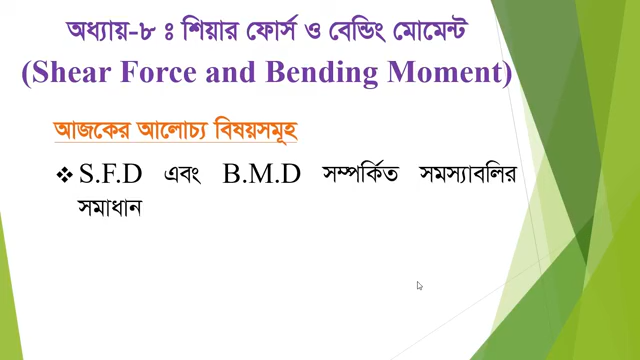 অধ্যায়-৮ ঃ শিয়ার ফোর্স ও বেন্ডিং মোমেন্ট
(Shear Force and Bending Moment)
আজকের আলোচ্য বিষয়সমূহ
❖ S.F.D এবং B.M.D সম্পর্কিত সমস্যাবলির
সমাধান